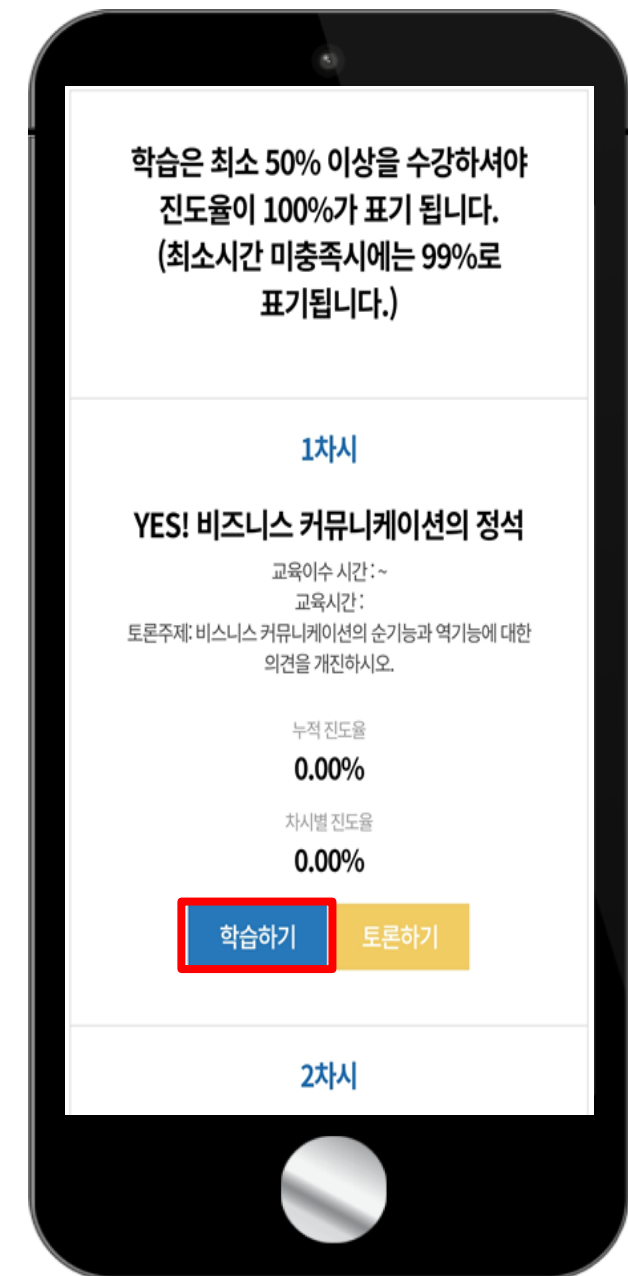 학습은 최소 50% 이상을 수강하셔야
진도율이 100%가 표기 됩니다.
(최소시간 미충족시에는 99%로
표기됩니다.)
1차시
YES! 비즈니스 커뮤니케이션의 정석
교육이수 시간 : ~
교육시간 :
토론주제: 비스니스 커뮤니케이션의 순기능과 역기능에 대한
의견을 개진하시오.
누적 진도율
0.00%
차시별 진도율
0.00%
학습하기 토론하기
2차시